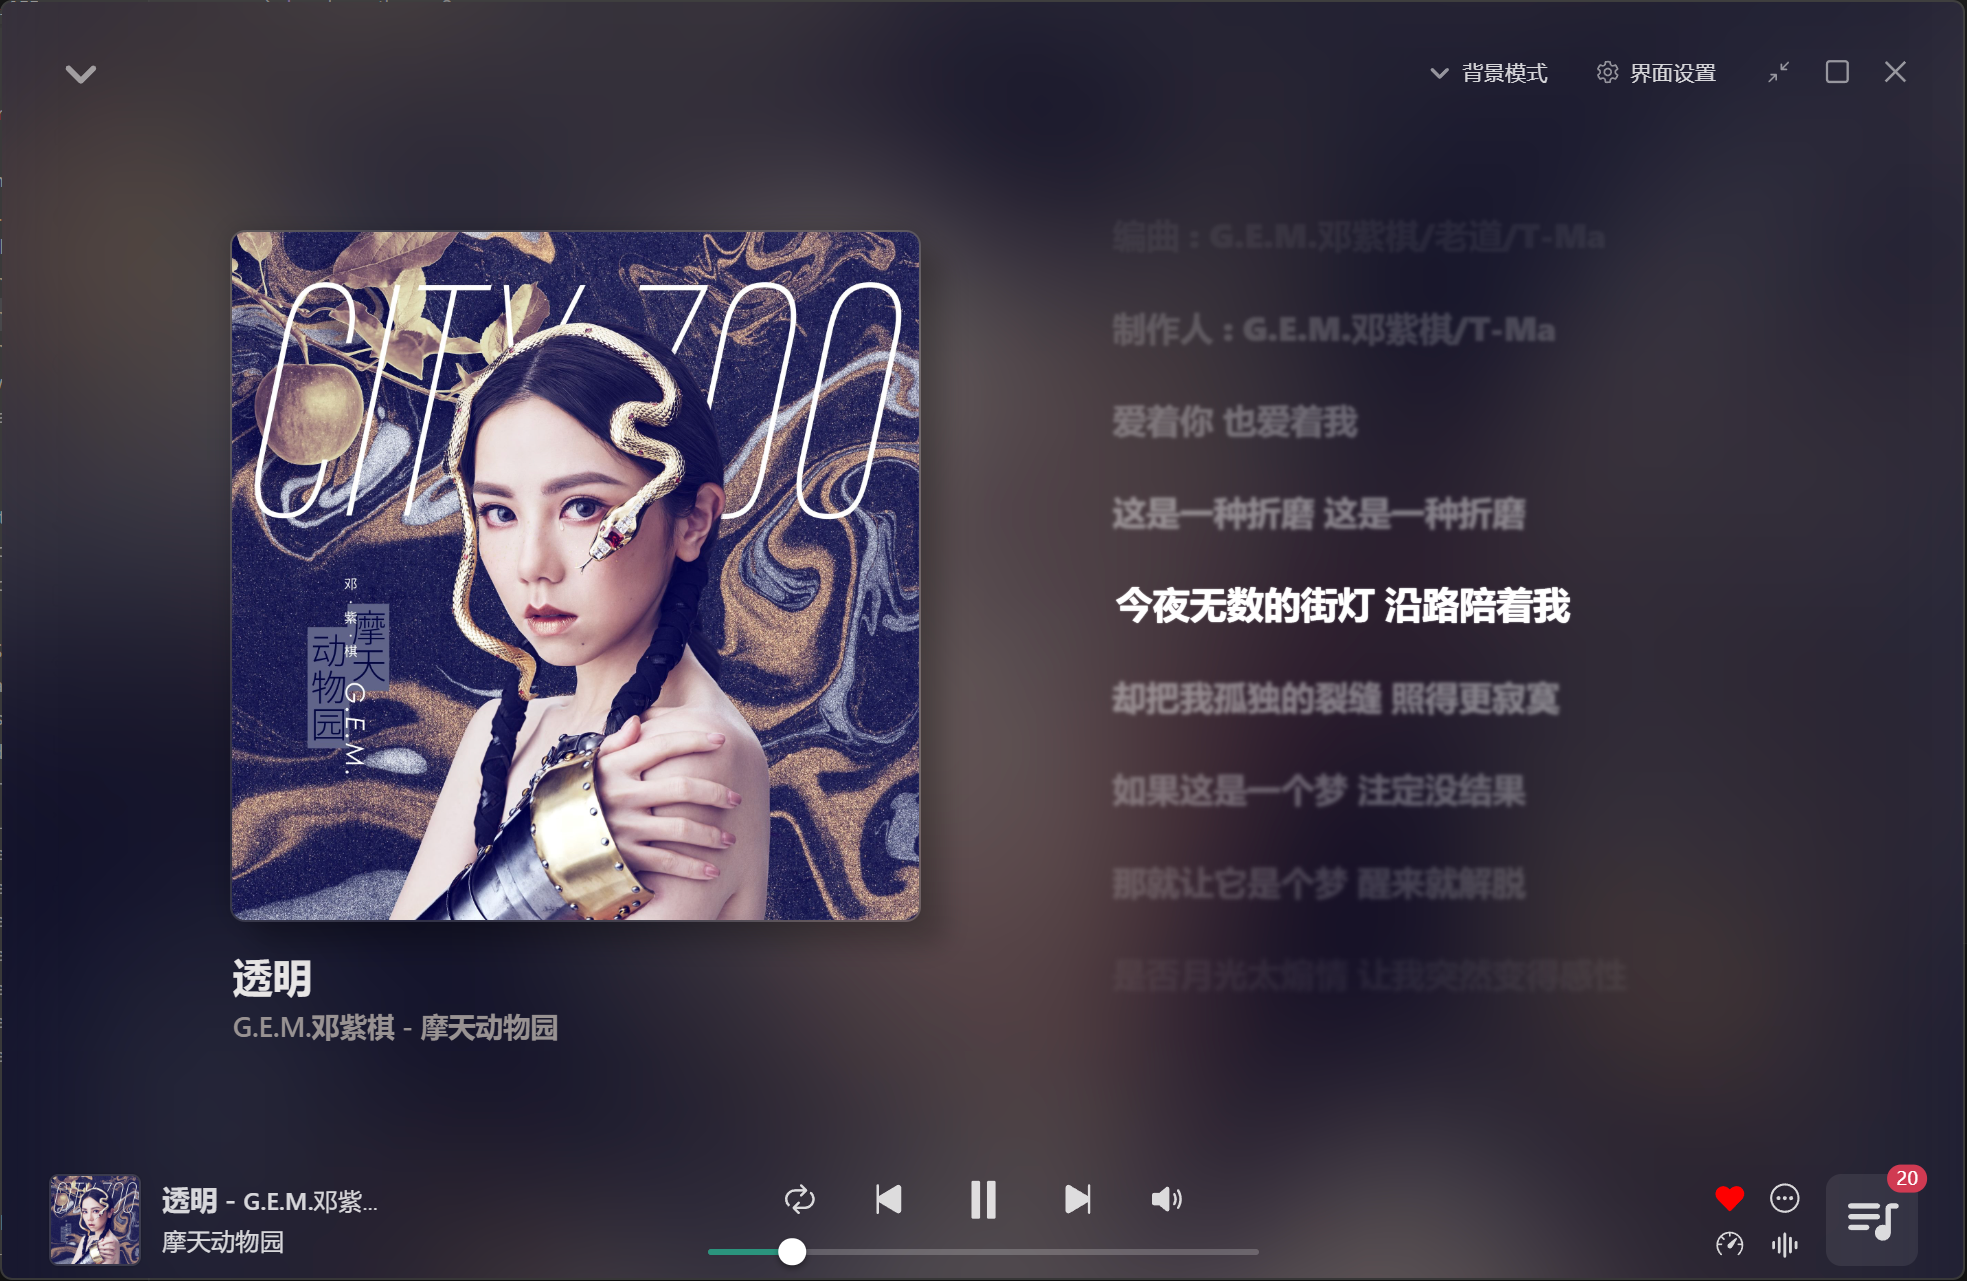 背景模式
界面设置
CITY ZOO
邓·紫·棋 G.E.M.
摩天
动物园
编曲：G.E.M.邓紫棋/老道/T-Ma
制作人：G.E.M.邓紫棋/T-Ma
爱着你 也爱着我
这是一种折磨 这是一种折磨
今夜无数的街灯 沿路陪着我
却把我孤独的裂缝 照得更寂寞
如果这是一个梦 注定没结果
那就让它是个梦 醒来就解脱
是否月光太煽情 让我突然变得感性
透明
G.E.M.邓紫棋 - 摩天动物园
透明 - G.E.M.邓紫...
摩天动物园
20